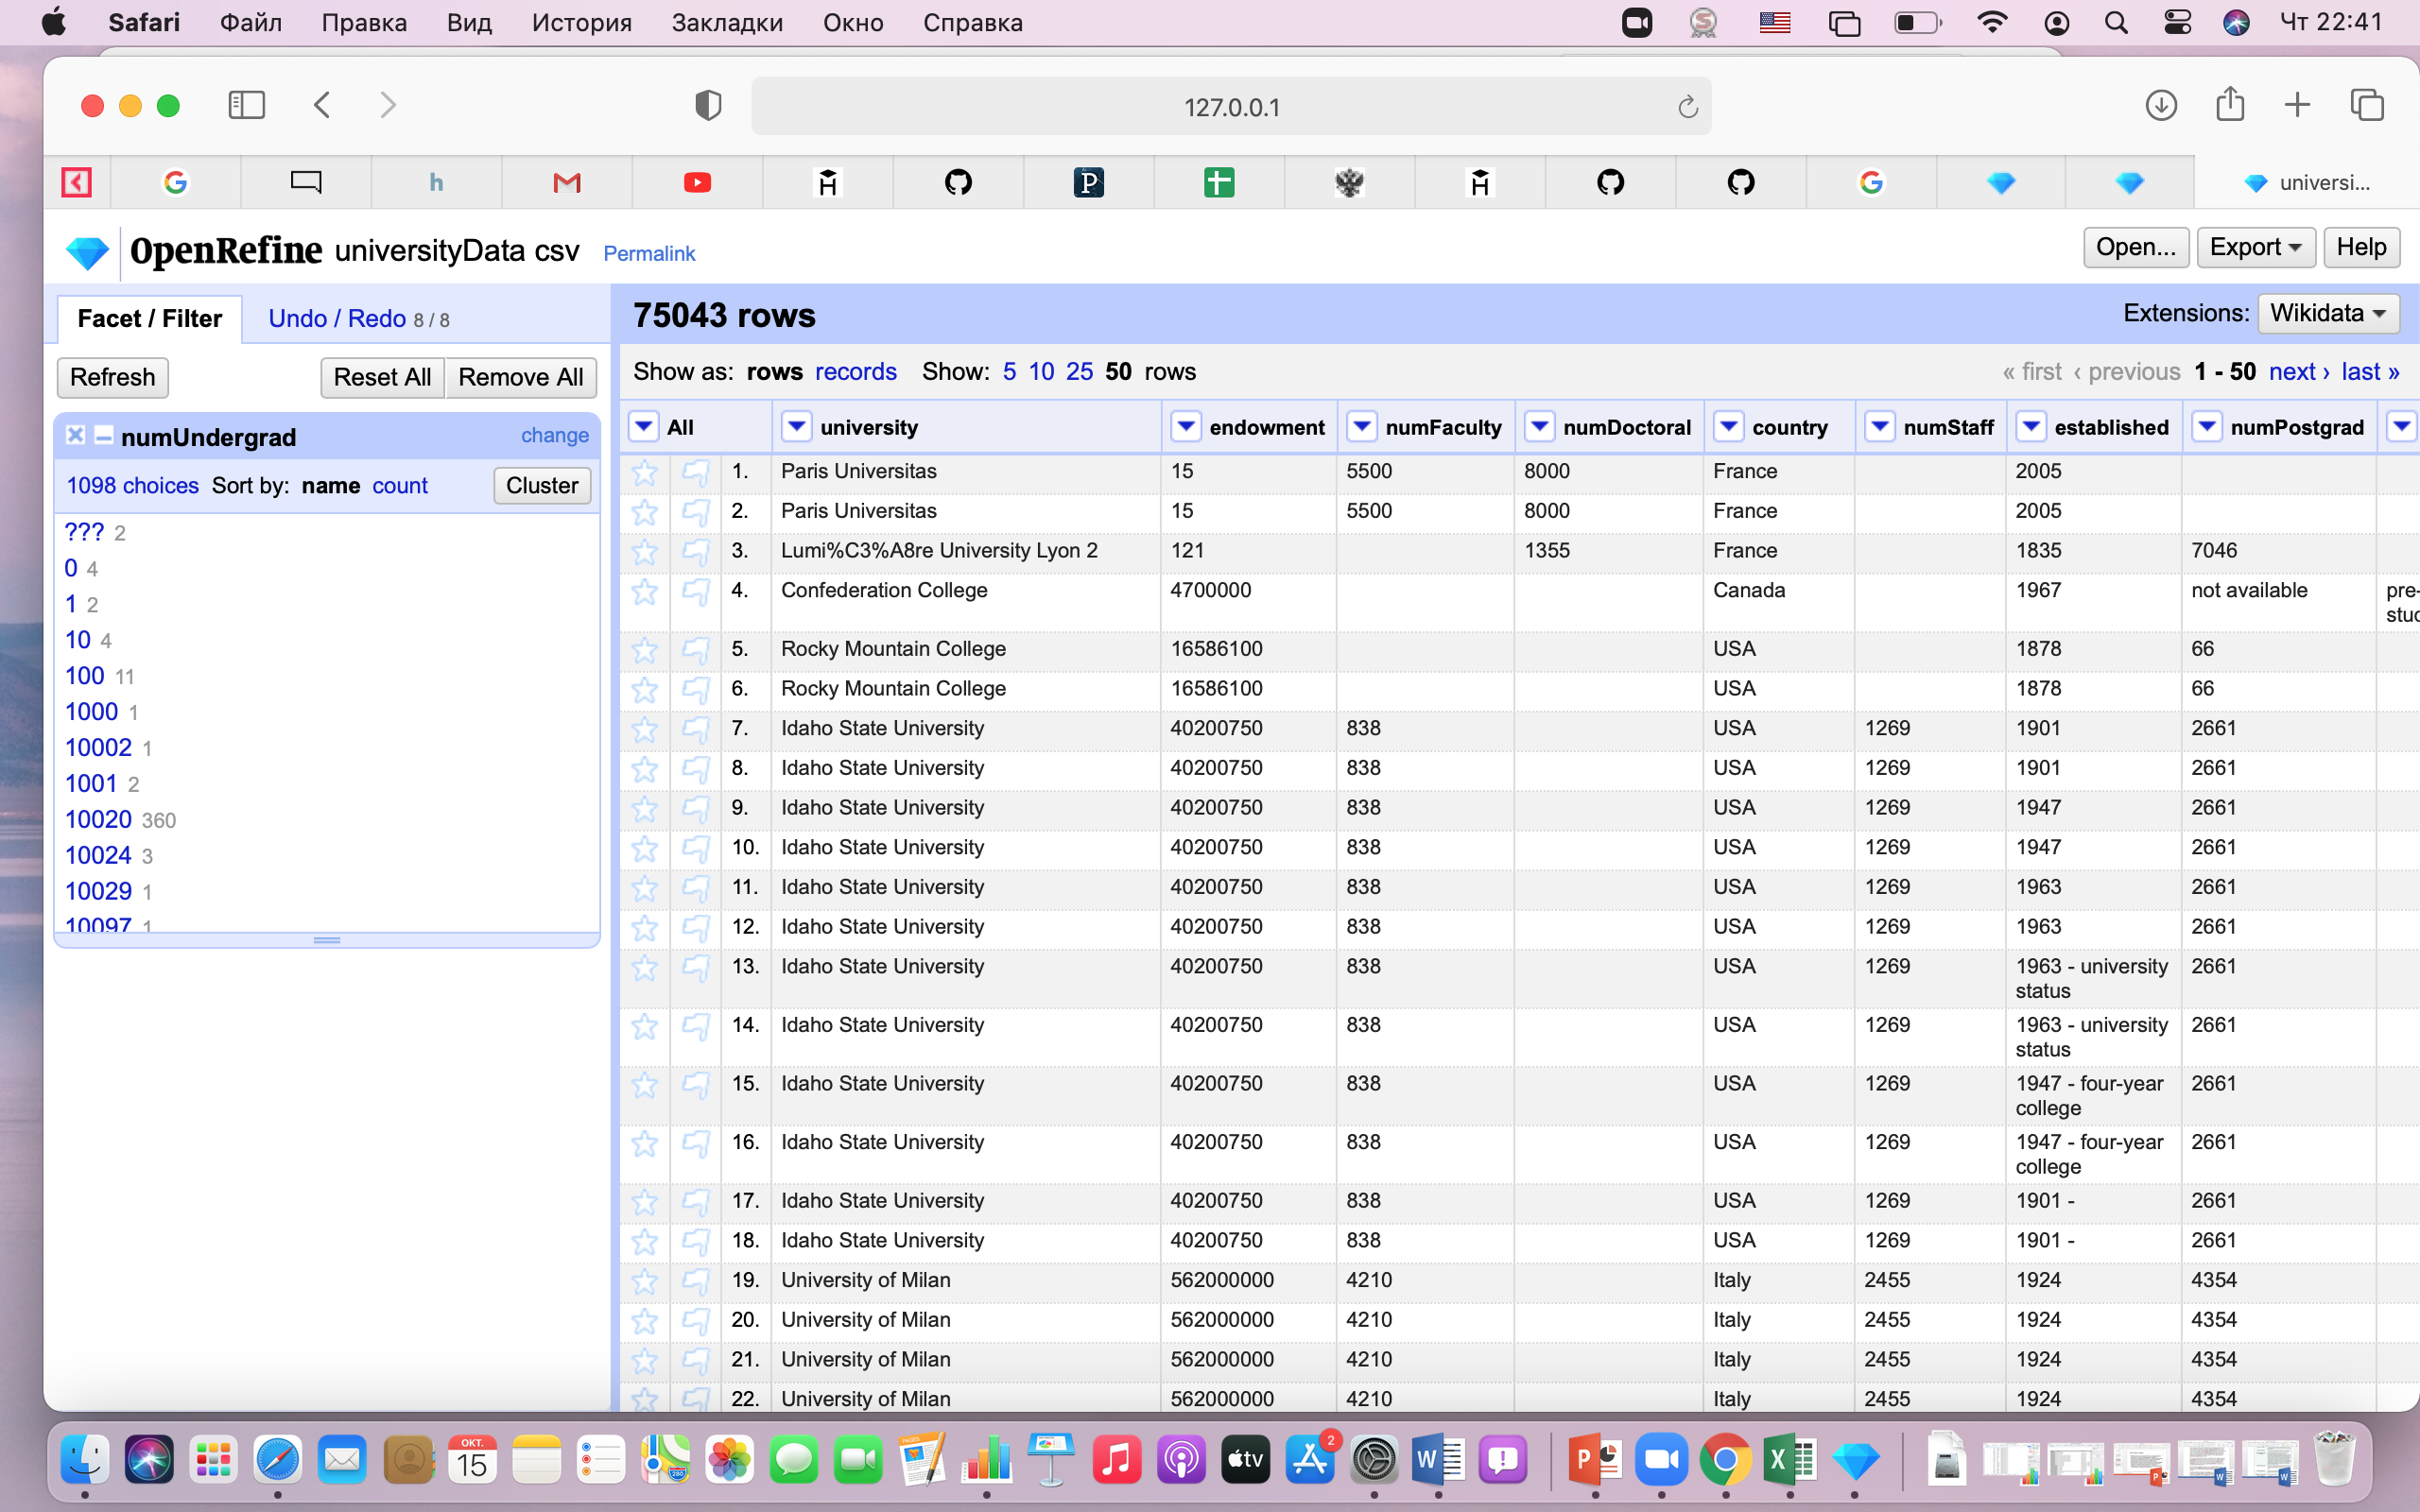 Safari Файл Правка Вид История Закладки Окно Справка Чт 22:41
127.0.0.1
universi...
OpenRefine universityData csv Permalink Open... Export Help
Facet / Filter Undo / Redo 8 / 8 75043 rows Extensions: Wikidata
Refresh Reset All Remove All Show as: rows records Show: 5 10 25 50 rows « first ‹ previous 1 - 50 next › last »
numUndergrad change
1098 choices Sort by: name count Cluster
??? 2
0 4
1 2
10 4
100 11
1000 1
10002 1
1001 2
10020 360
10024 3
10029 1
10097 1
All university endowment numFaculty numDoctoral country numStaff established numPostgrad
1. Paris Universitas 15 5500 8000 France 2005
2. Paris Universitas 15 5500 8000 France 2005
3. Lumi%C3%A8re University Lyon 2 121 1355 France 1835 7046
4. Confederation College 4700000 Canada 1967 not available pre-
stuc
5. Rocky Mountain College 16586100 USA 1878 66
6. Rocky Mountain College 16586100 USA 1878 66
7. Idaho State University 40200750 838 USA 1269 1901 2661
8. Idaho State University 40200750 838 USA 1269 1901 2661
9. Idaho State University 40200750 838 USA 1269 1947 2661
10. Idaho State University 40200750 838 USA 1269 1947 2661
11. Idaho State University 40200750 838 USA 1269 1963 2661
12. Idaho State University 40200750 838 USA 1269 1963 2661
13. Idaho State University 40200750 838 USA 1269 1963 - university 2661
status
14. Idaho State University 40200750 838 USA 1269 1963 - university 2661
status
15. Idaho State University 40200750 838 USA 1269 1947 - four-year 2661
college
16. Idaho State University 40200750 838 USA 1269 1947 - four-year 2661
college
17. Idaho State University 40200750 838 USA 1269 1901 - 2661
18. Idaho State University 40200750 838 USA 1269 1901 - 2661
19. University of Milan 562000000 4210 Italy 2455 1924 4354
20. University of Milan 562000000 4210 Italy 2455 1924 4354
21. University of Milan 562000000 4210 Italy 2455 1924 4354
22. University of Milan 562000000 4210 Italy 2455 1924 4354
ОКТ.
15
tv
2